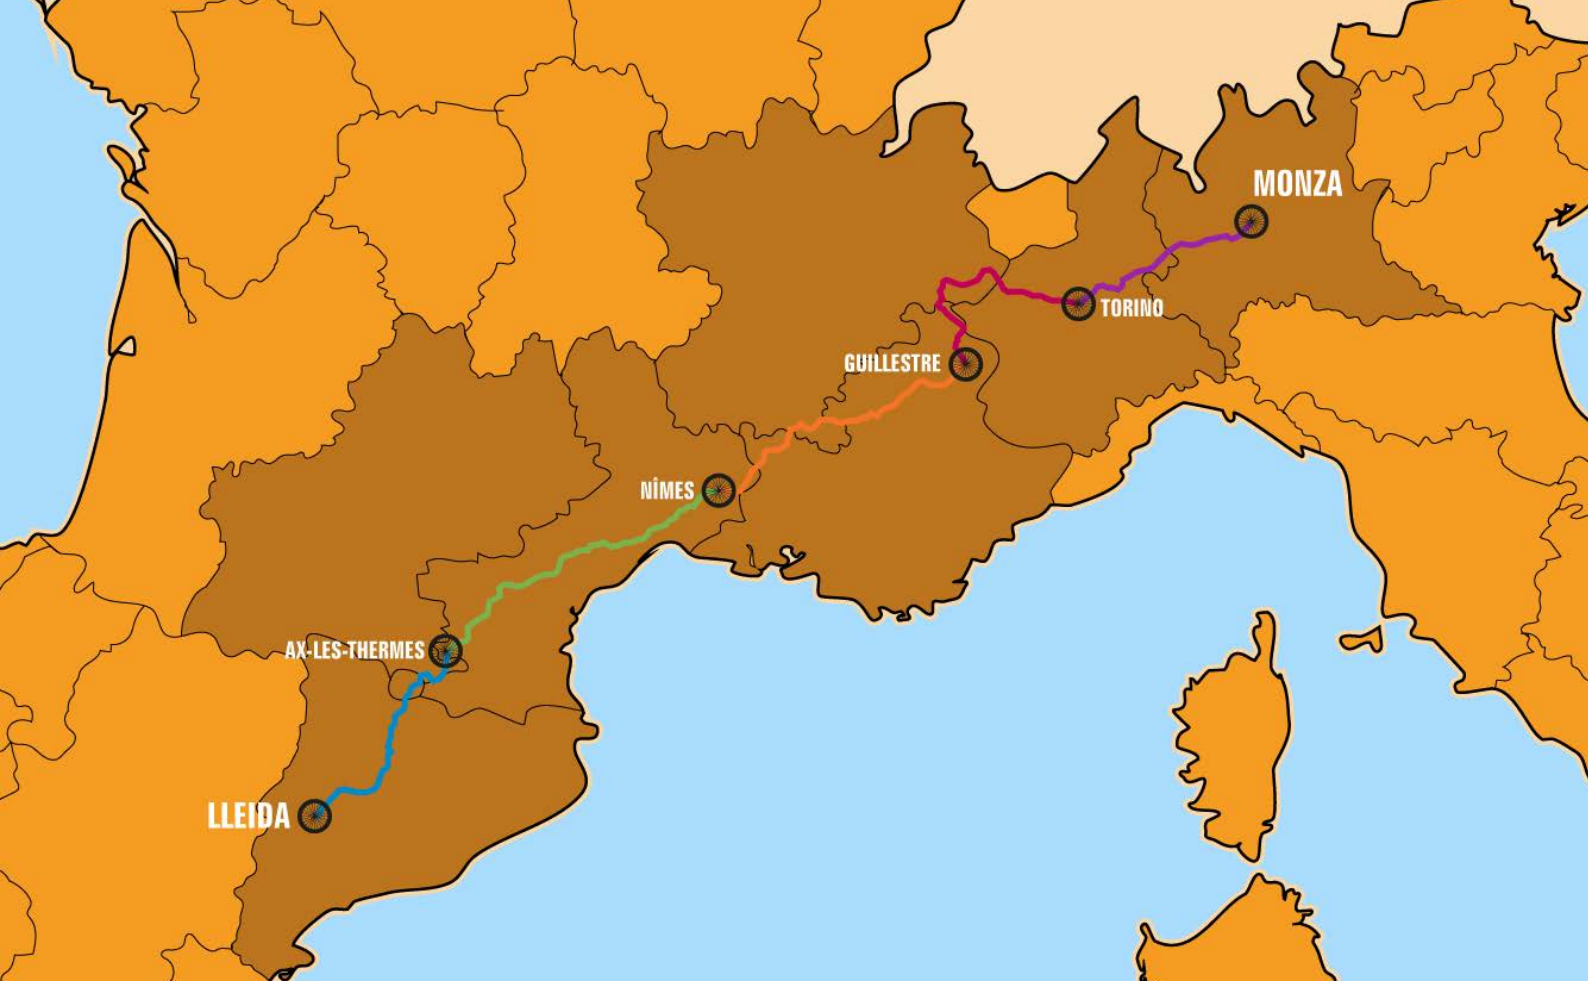 MONZA
TORINO
GUILLESTRE
NÎMES
AX-LES-THERMES
LLEIDA